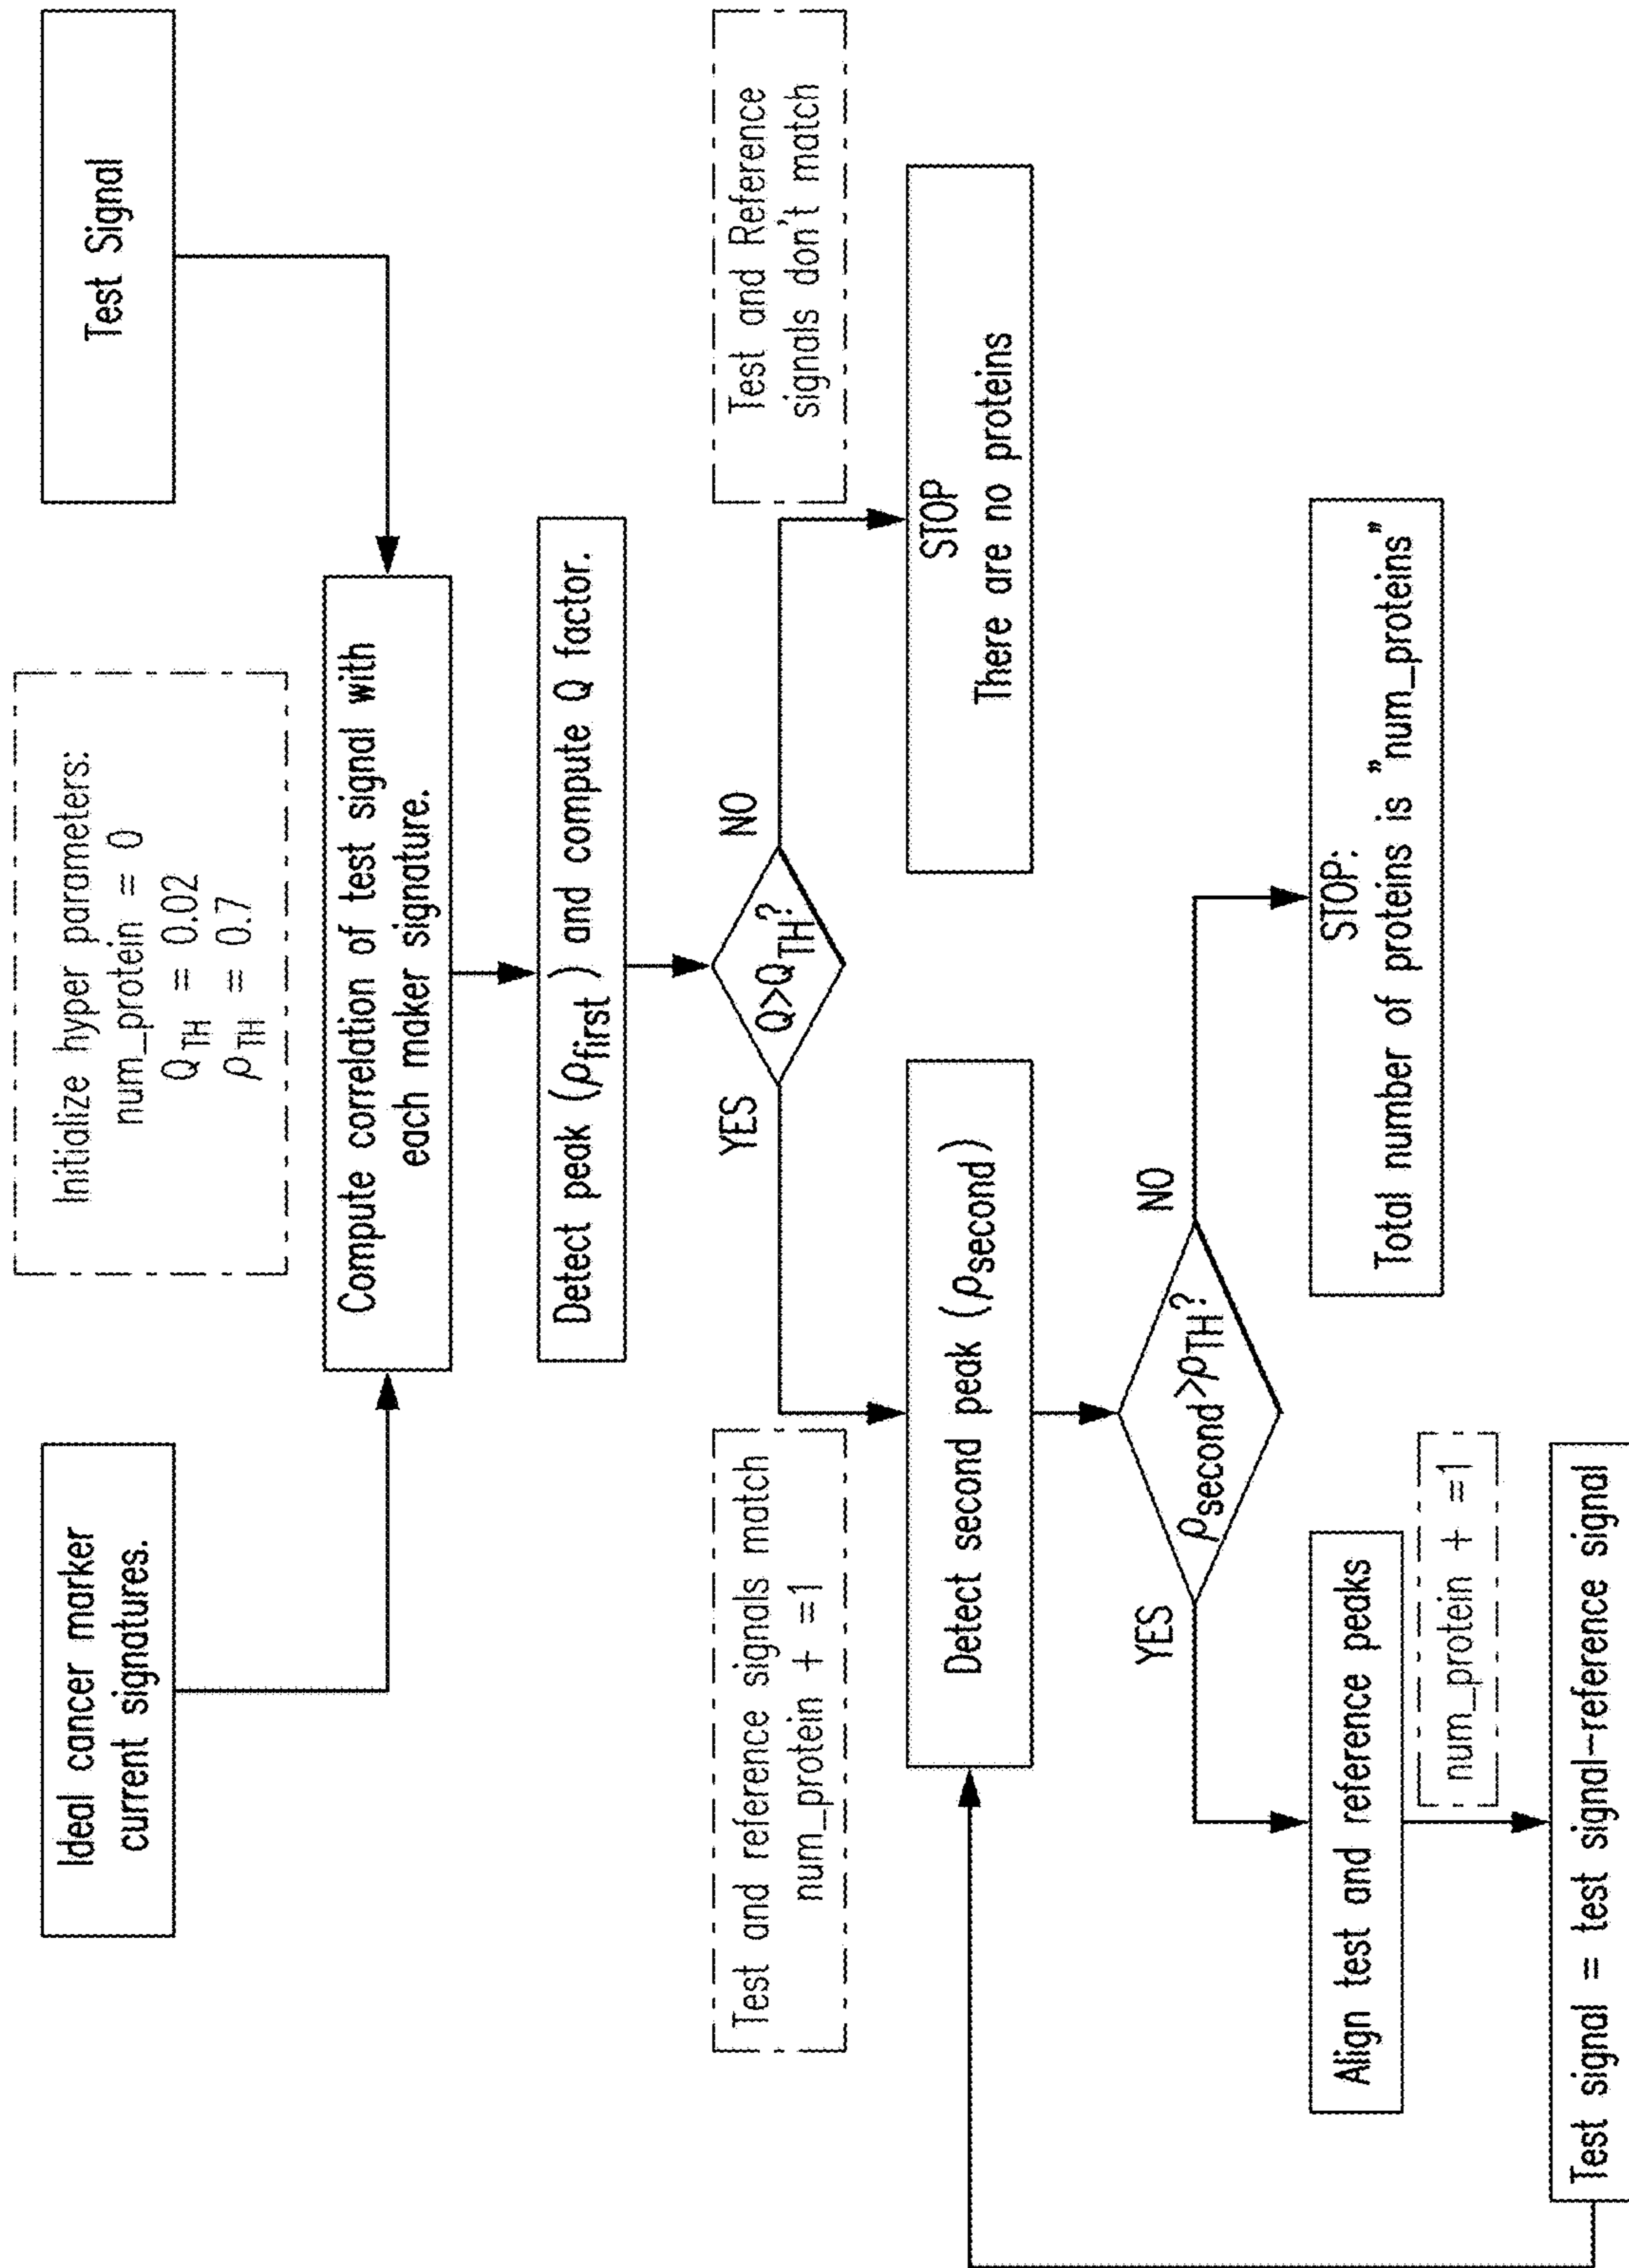 Initialize hyper parameters:
num_protein = 0
Q_TH = 0.02
ρ_TH = 0.7
Ideal cancer marker
current signatures.
Test Signal
Compute correlation of test signal with
each maker signature.
Detect peak (ρ_first) and compute Q factor.
Q>Q_TH?
YES
NO
Test and reference signals match
num_protein + =1
Test and Reference
signals don't match
Detect second peak (ρ_second)
STOP
There are no proteins
ρ_second>ρ_TH?
YES
NO
Align test and reference peaks
STOP:
Total number of proteins is "num_proteins"
num_protein + =1
Test signal = test signal-reference signal